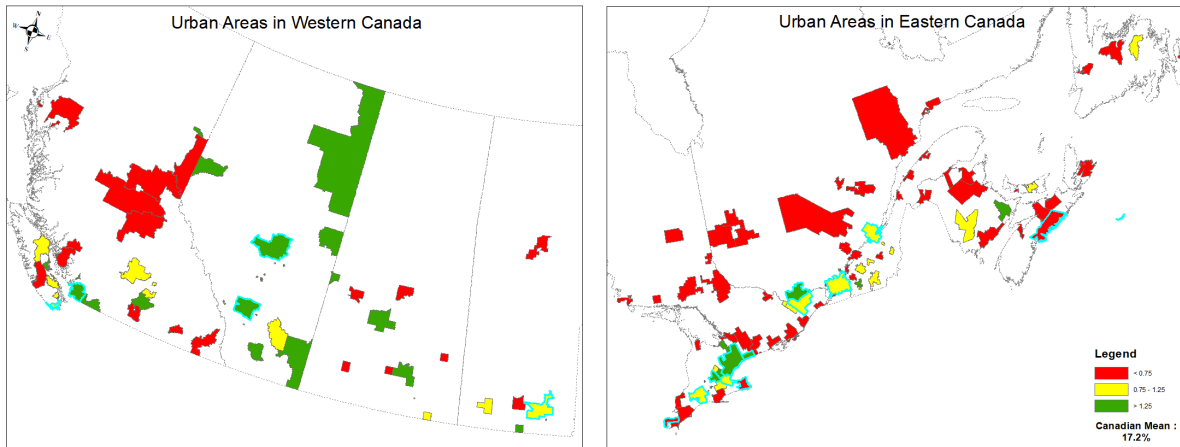 Urban Areas in Western Canada
N
W
E
S
Urban Areas in Eastern Canada
Legend
< 0.75
0.75 - 1.25
> 1.25
Canadian Mean :
17.2%